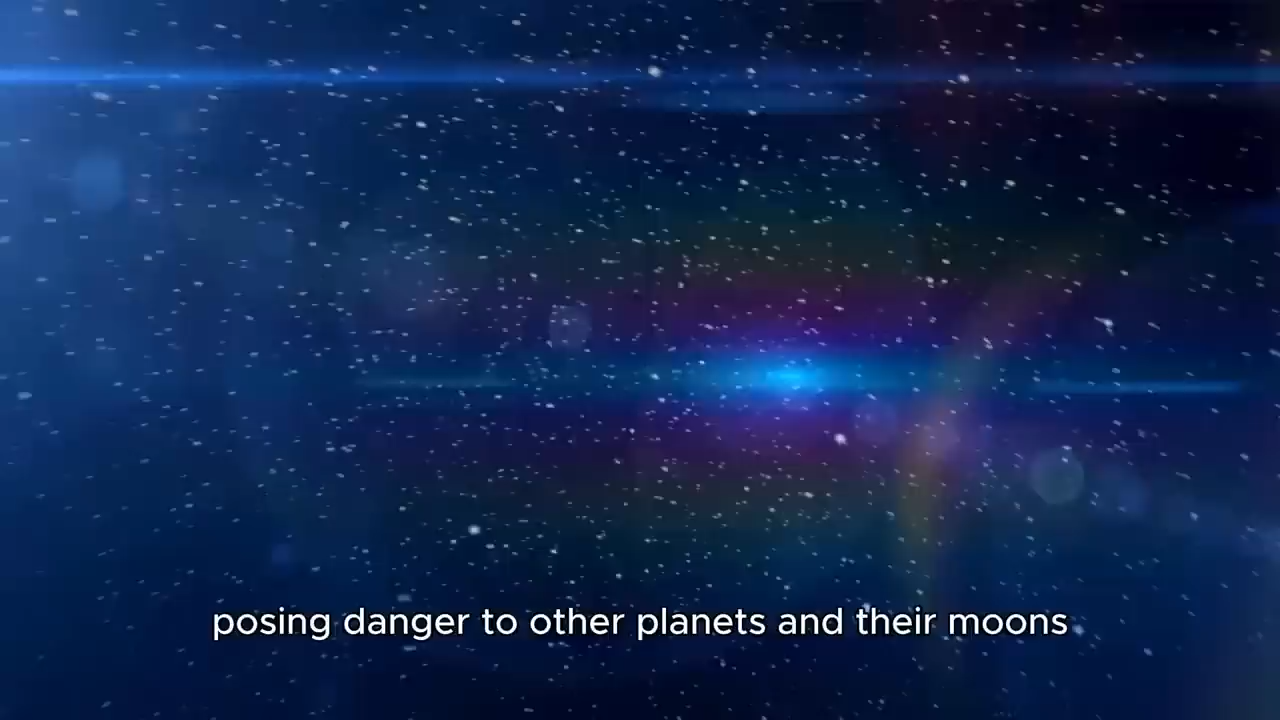 posing danger to other planets and their moons